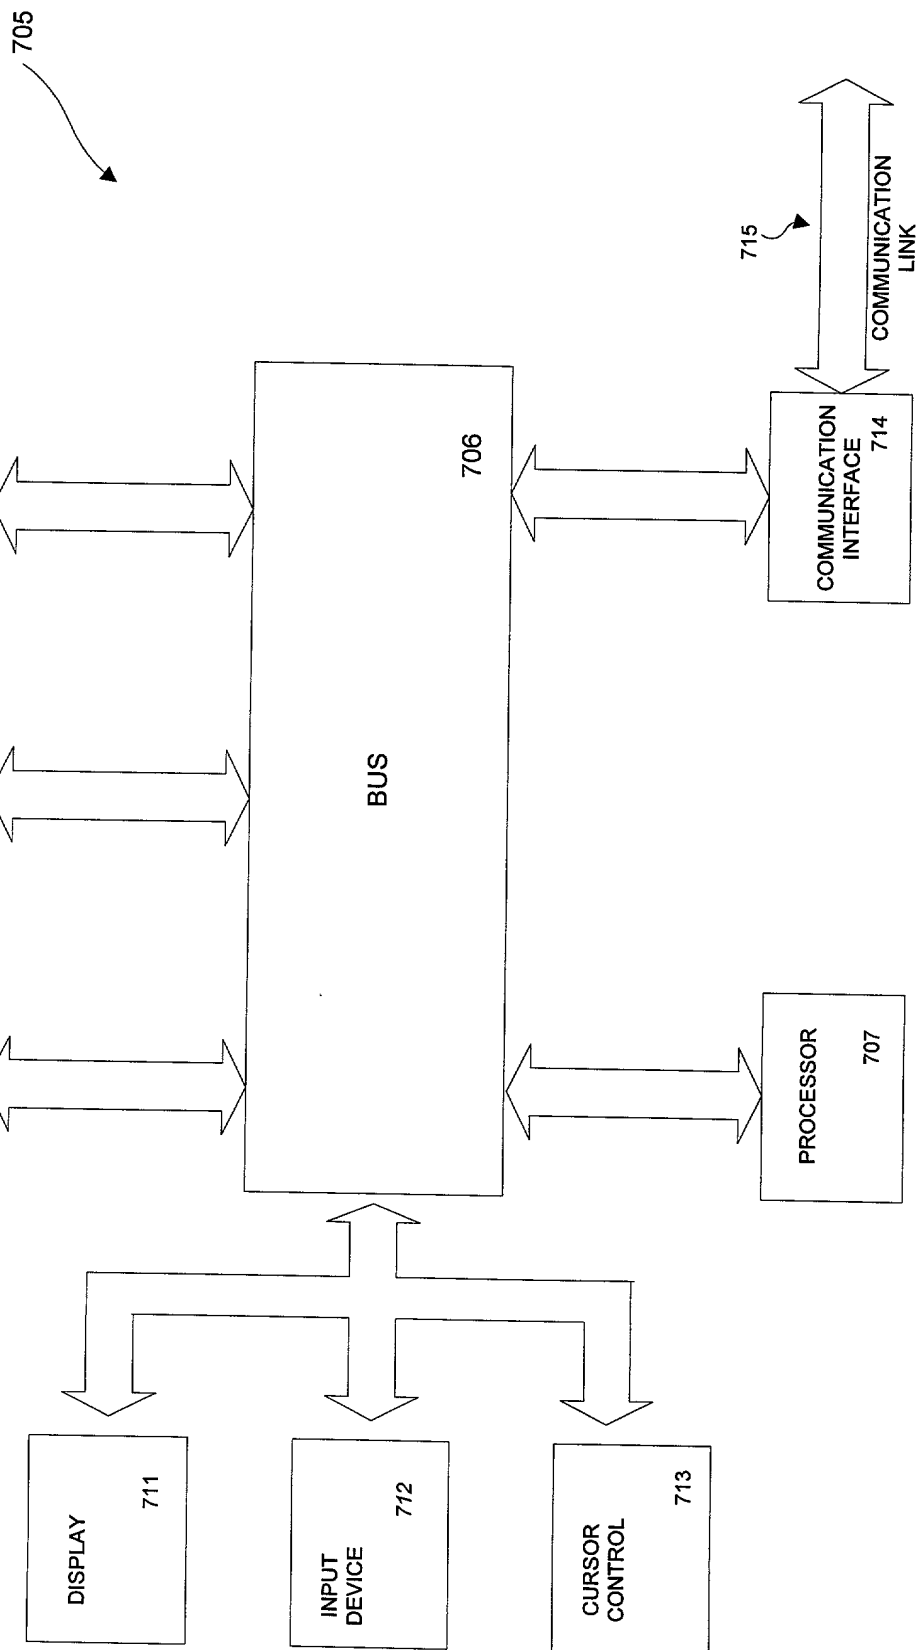 705
DISPLAY
711
INPUT
DEVICE
712
CURSOR
CONTROL
713
BUS
706
PROCESSOR
707
COMMUNICATION
INTERFACE
714
715
COMMUNICATION
LINK